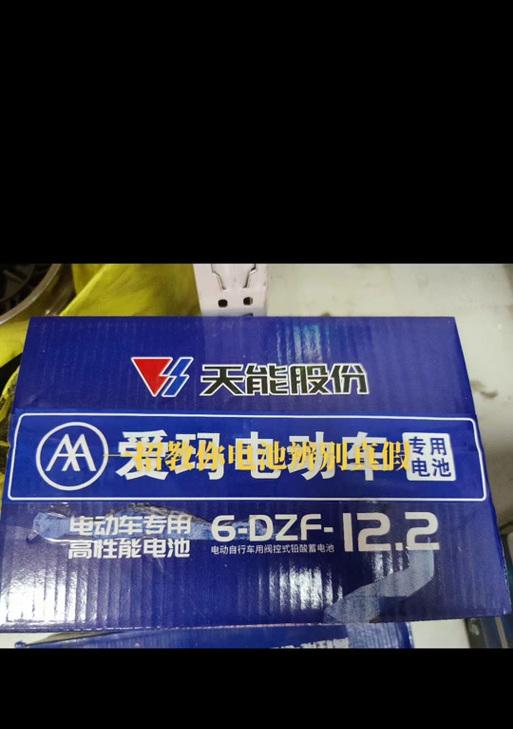 天能股份
爱玛电动车 专用电池
一招教你电池辨别真假
电动车专用 6-DZF-12.2
高性能电池 电动自行车用阀控式铅酸蓄电池